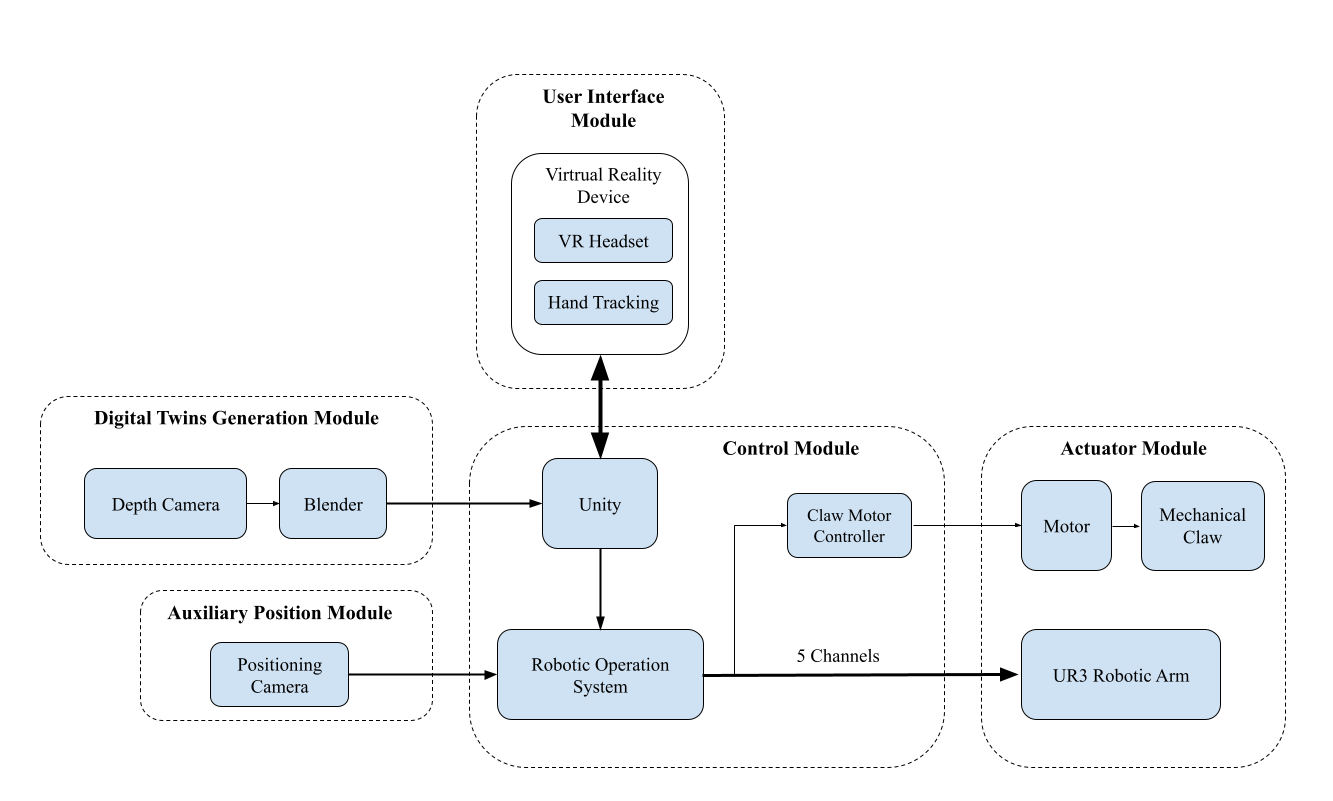 User Interface
Module
Virtrual Reality
Device
VR Headset
Hand Tracking
Digital Twins Generation Module
Depth Camera
Blender
Control Module
Unity
Claw Motor
Controller
Actuator Module
Motor
Mechanical
Claw
Auxiliary Position Module
Positioning
Camera
Robotic Operation
System
5 Channels
UR3 Robotic Arm